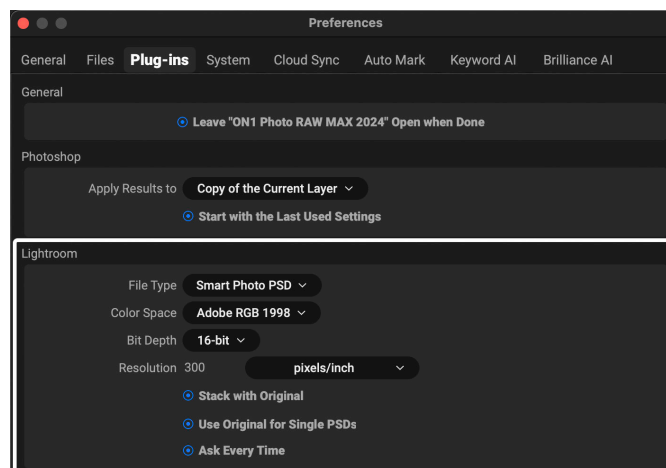 Preferences
General Files Plug-ins System Cloud Sync Auto Mark Keyword AI Brilliance AI
General
Leave "ON1 Photo RAW MAX 2024" Open when Done
Photoshop
Apply Results to Copy of the Current Layer
Start with the Last Used Settings
Lightroom
File Type Smart Photo PSD
Color Space Adobe RGB 1998
Bit Depth 16-bit
Resolution 300 pixels/inch
Stack with Original
Use Original for Single PSDs
Ask Every Time